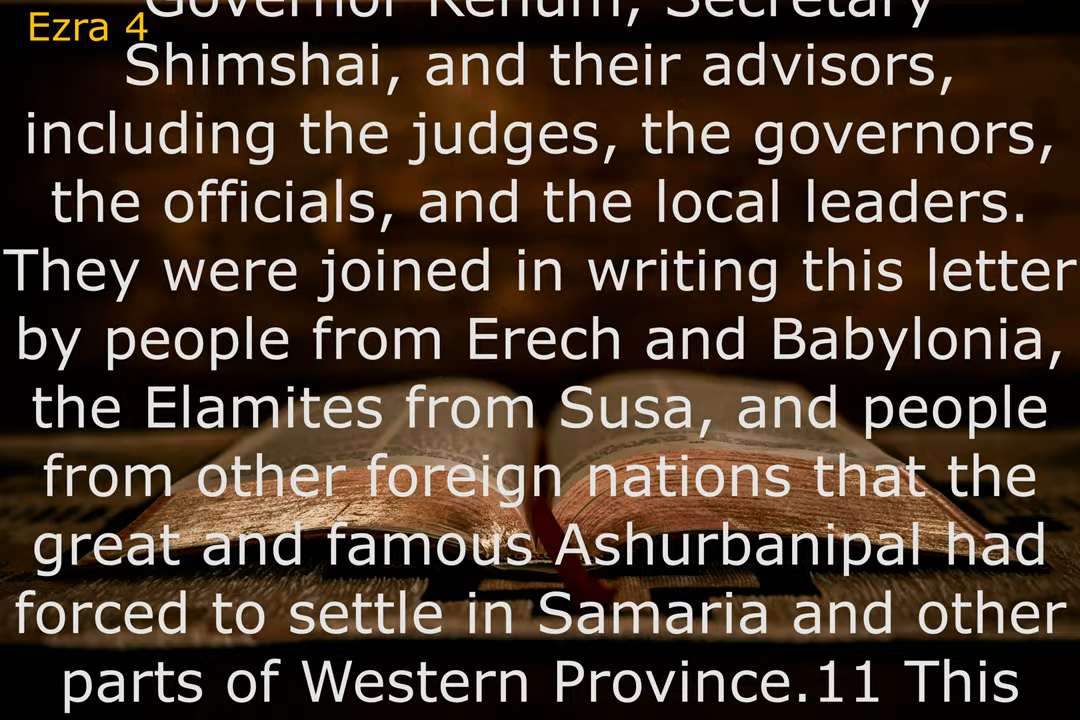 Governor Rehum, Secretary
Ezra 4
Shimshai, and their advisors,
including the judges, the governors,
the officials, and the local leaders.
They were joined in writing this letter
by people from Erech and Babylonia,
the Elamites from Susa, and people
from other foreign nations that the
great and famous Ashurbanipal had
forced to settle in Samaria and other
parts of Western Province.11 This